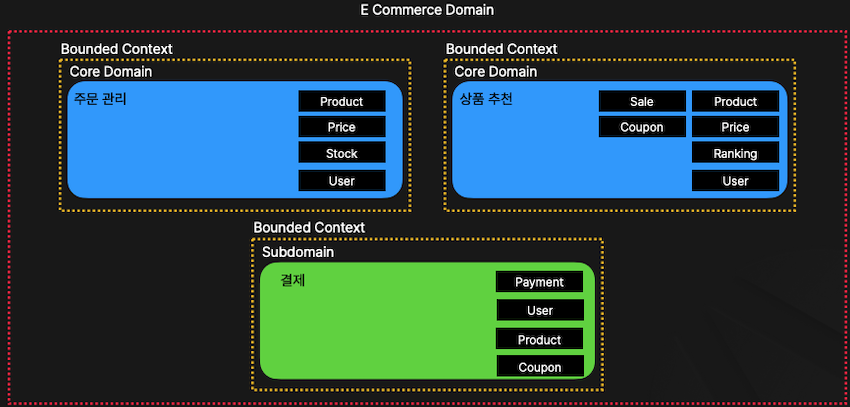 E Commerce Domain
Bounded Context
Core Domain
주문 관리
Product
Price
Stock
User
Bounded Context
Core Domain
상품 추천
Sale
Product
Coupon
Price
Ranking
User
Bounded Context
Subdomain
결제
Payment
User
Product
Coupon